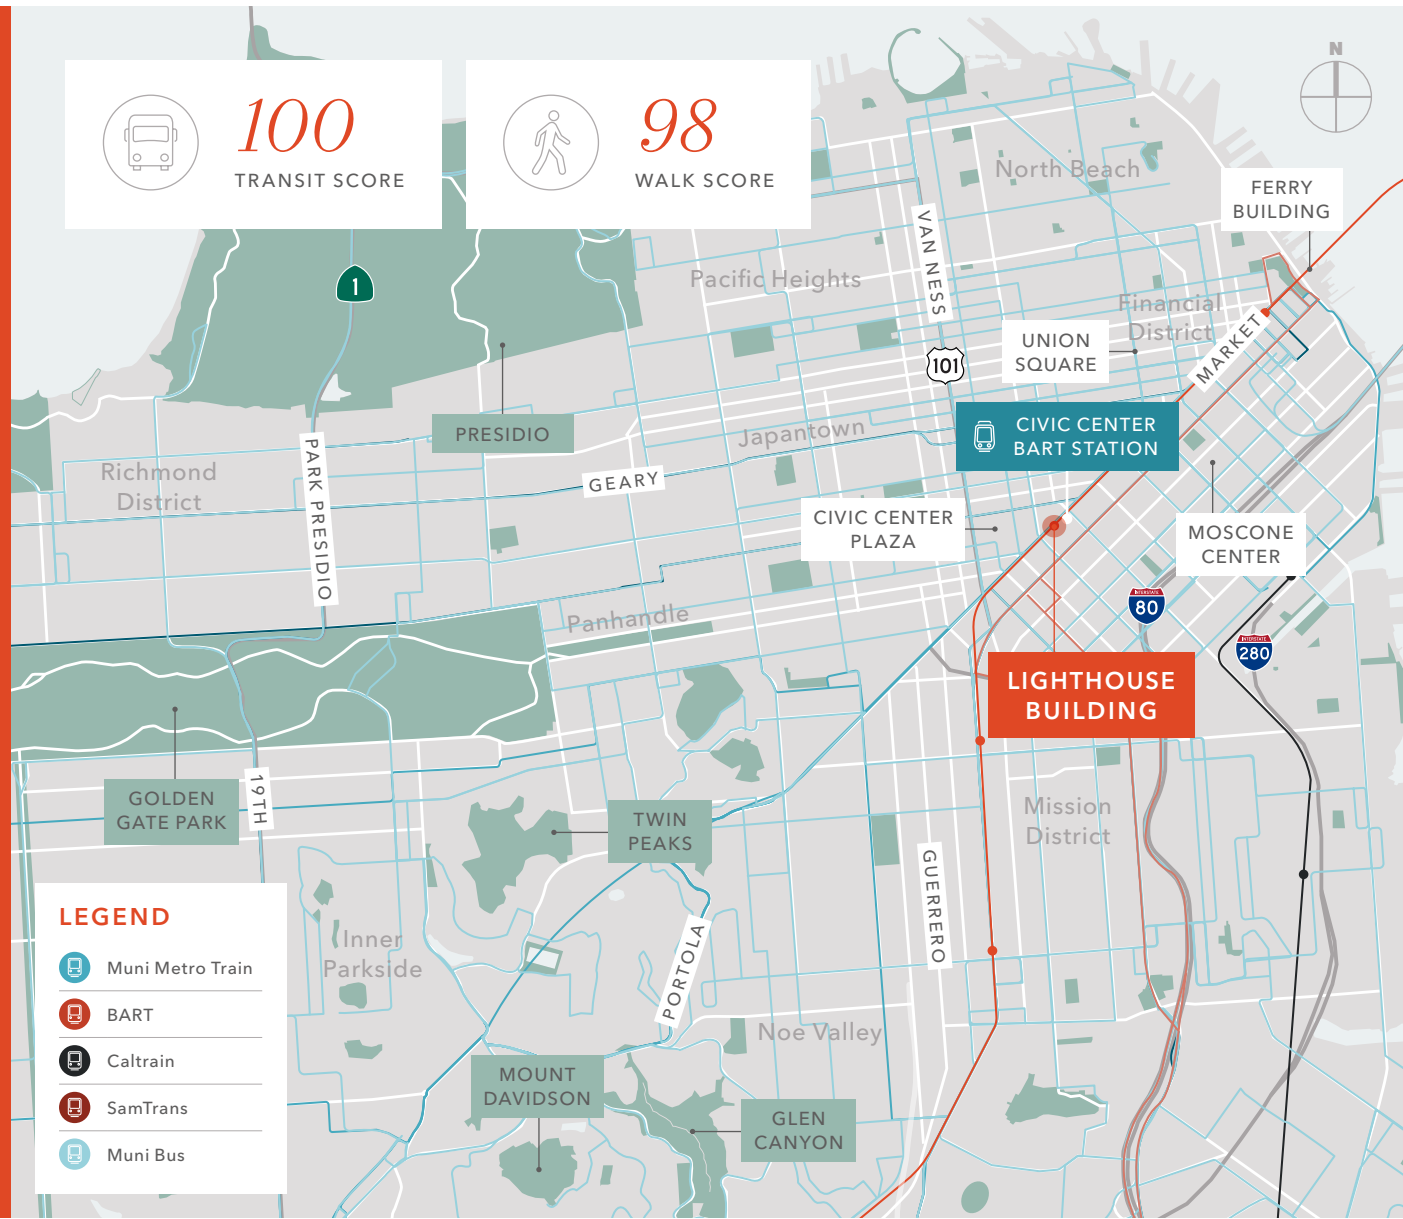 100
TRANSIT SCORE
98
WALK SCORE
N
North Beach
FERRY
BUILDING
VAN NESS
Pacific Heights
1
Financial
District
UNION
SQUARE
MARKET
101
PRESIDIO
CIVIC CENTER
BART STATION
Japantown
PARK PRESIDIO
Richmond
District
GEARY
CIVIC CENTER
PLAZA
MOSCONE
CENTER
INTERSTATE
80
Panhandle
INTERSTATE
280
LIGHTHOUSE
BUILDING
19TH
GOLDEN
GATE PARK
TWIN
PEAKS
Mission
District
GUERRERO
LEGEND
Muni Metro Train
BART
Caltrain
SamTrans
Muni Bus
Inner
Parkside
PORTOLA
Noe Valley
MOUNT
DAVIDSON
GLEN
CANYON